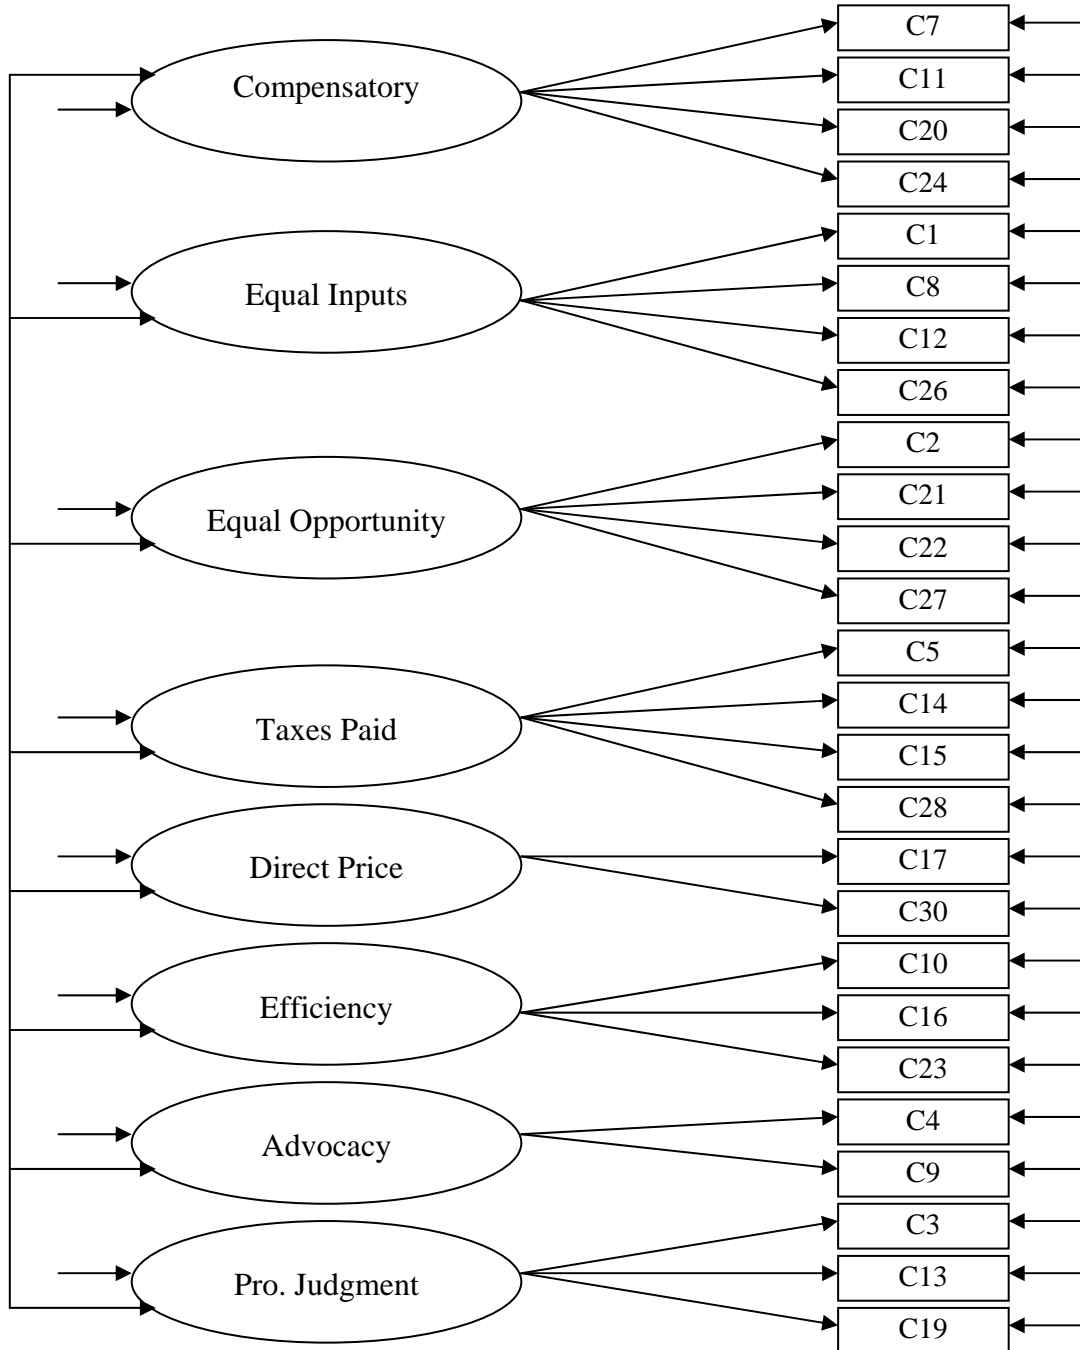 C7
Compensatory
C11
C20
C24
C1
Equal Inputs
C8
C12
C26
C2
Equal Opportunity
C21
C22
C27
C5
Taxes Paid
C14
C15
C28
Direct Price
C17
C30
Efficiency
C10
C16
C23
Advocacy
C4
C9
Pro. Judgment
C3
C13
C19